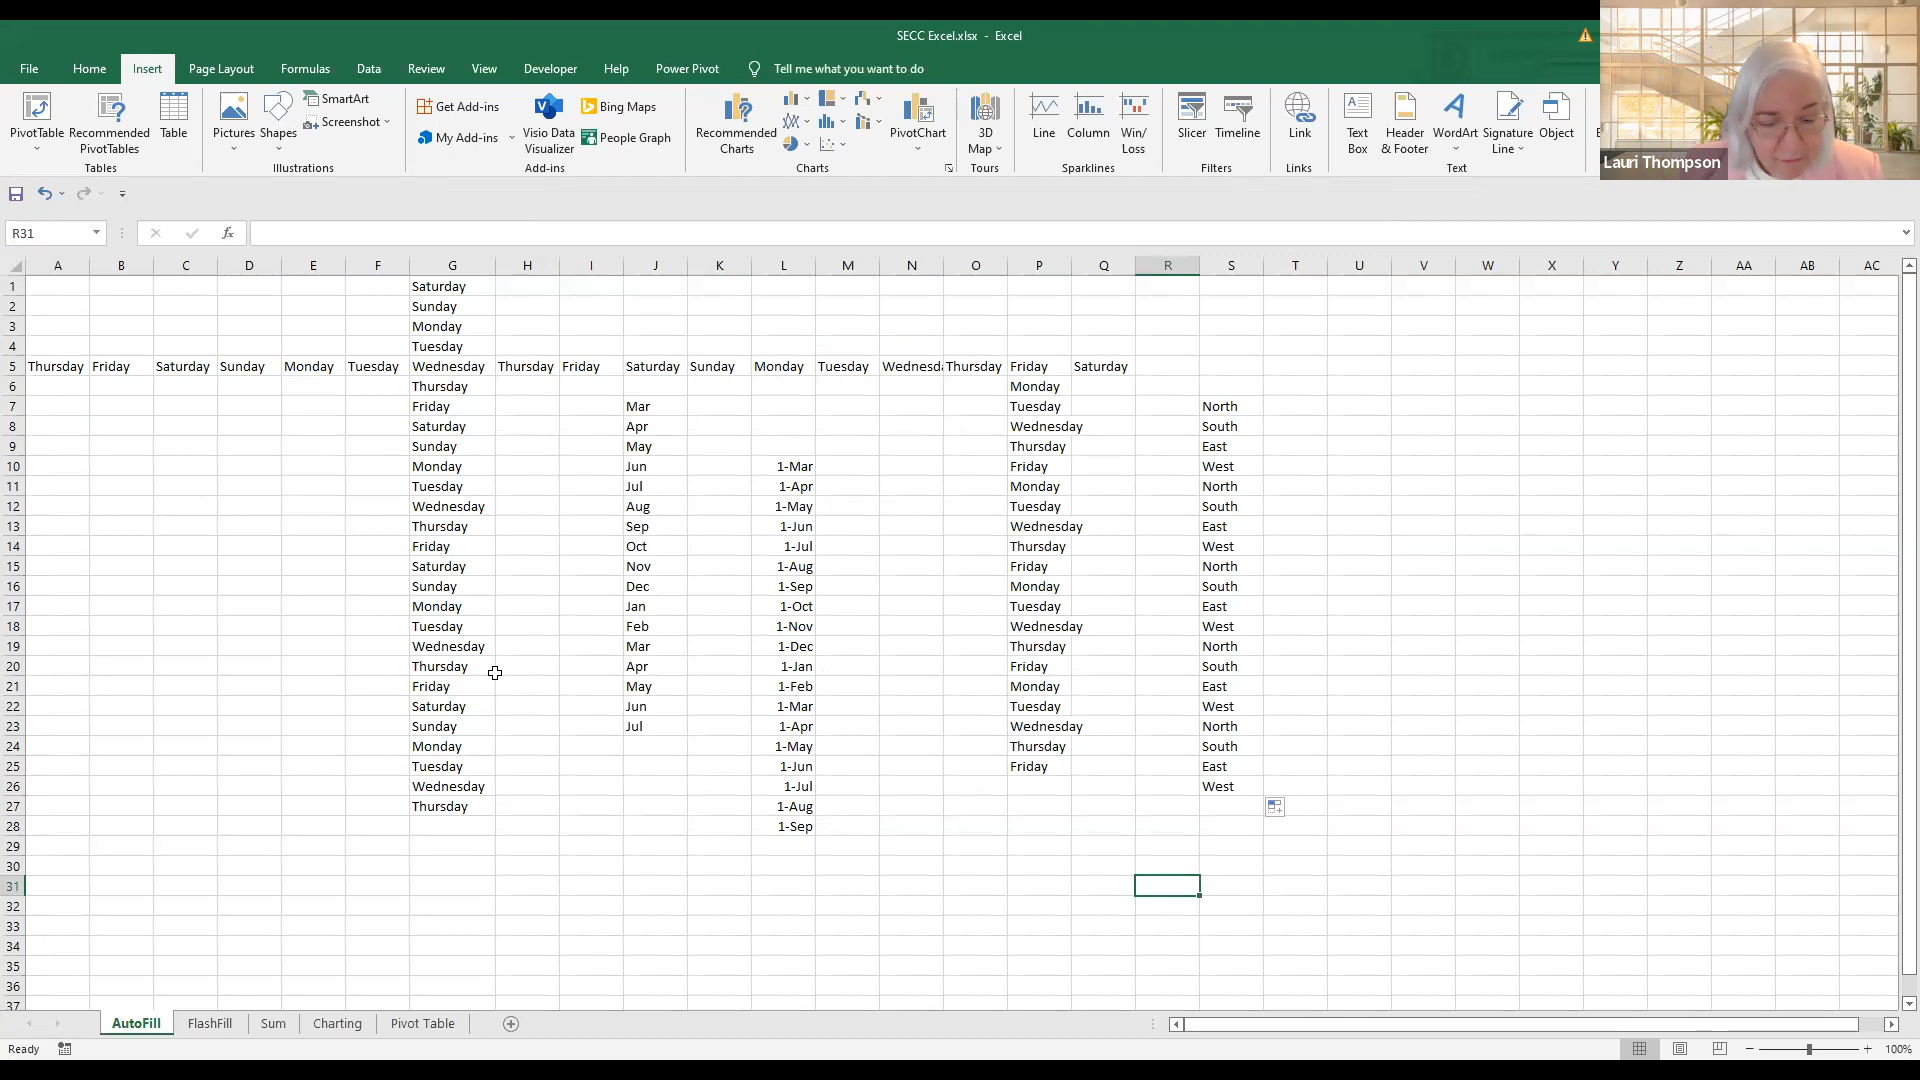 SECC Excel.xlsx - Excel
File Home Insert Page Layout Formulas Data Review View Developer Help Power Pivot Tell me what you want to do
PivotTable Recommended PivotTables Table Pictures Shapes SmartArt Screenshot Get Add-ins My Add-ins Visio Data Visualizer Bing Maps People Graph Recommended Charts PivotChart 3D Map Line Column Win/Loss Slicer Timeline Link Text Box Header & Footer WordArt Signature Line Object
Tables Illustrations Add-ins Charts Tours Sparklines Filters Links Text
Lauri Thompson
R31 fx
A B C D E F G H I J K L M N O P Q R S T U V W X Y Z AA AB AC
1 Saturday
2 Sunday
3 Monday
4 Tuesday
5 Thursday Friday Saturday Sunday Monday Tuesday Wednesday Thursday Friday Saturday Sunday Monday Tuesday Wednesd Thursday Friday Saturday
6 Thursday Monday
7 Friday Mar Tuesday North
8 Saturday Apr Wednesday South
9 Sunday May Thursday East
10 Monday Jun 1-Mar Friday West
11 Tuesday Jul 1-Apr Monday North
12 Wednesday Aug 1-May Tuesday South
13 Thursday Sep 1-Jun Wednesday East
14 Friday Oct 1-Jul Thursday West
15 Saturday Nov 1-Aug Friday North
16 Sunday Dec 1-Sep Monday South
17 Monday Jan 1-Oct Tuesday East
18 Tuesday Feb 1-Nov Wednesday West
19 Wednesday Mar 1-Dec Thursday North
20 Thursday Apr 1-Jan Friday South
21 Friday May 1-Feb Monday East
22 Saturday Jun 1-Mar Tuesday West
23 Sunday Jul 1-Apr Wednesday North
24 Monday 1-May Thursday South
25 Tuesday 1-Jun Friday East
26 Wednesday 1-Jul West
27 Thursday 1-Aug
28 1-Sep
29
30
31
32
33
34
35
36
37
AutoFill FlashFill Sum Charting Pivot Table
Ready 100%